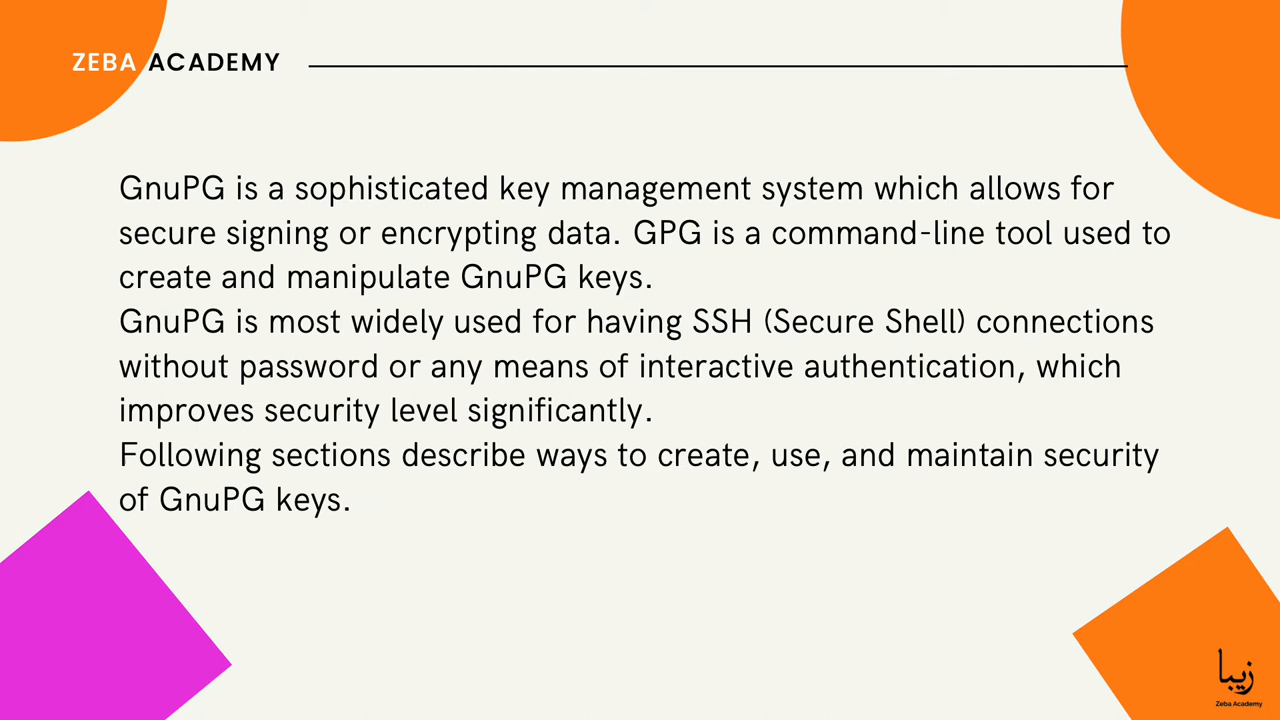 ZEBA ACADEMY
GnuPG is a sophisticated key management system which allows for
secure signing or encrypting data. GPG is a command-line tool used to
create and manipulate GnuPG keys.
GnuPG is most widely used for having SSH (Secure Shell) connections
without password or any means of interactive authentication, which
improves security level significantly.
Following sections describe ways to create, use, and maintain security
of GnuPG keys.
زيبا
Zeba Academy